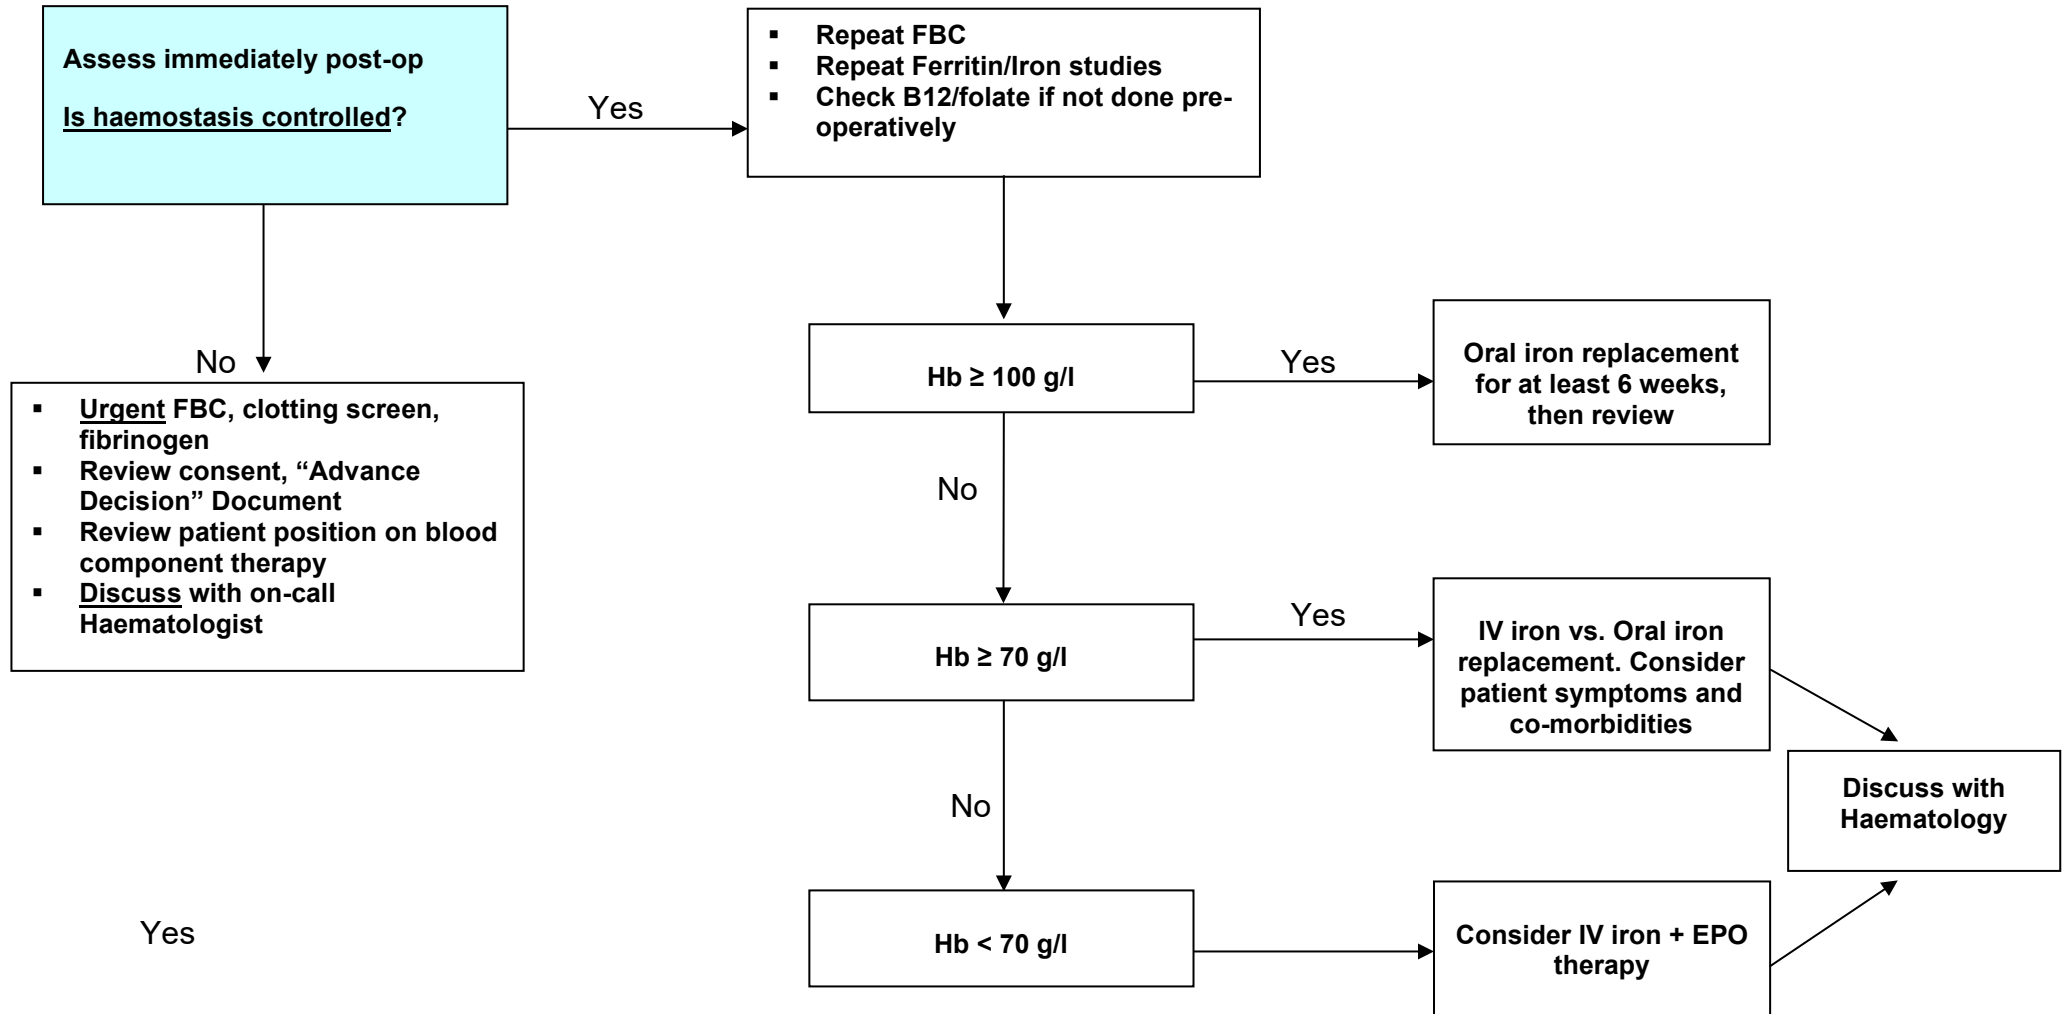 Assess immediately post-op
Is haemostasis controlled?
Yes
▪ Repeat FBC
▪ Repeat Ferritin/Iron studies
▪ Check B12/folate if not done pre-
operatively
No
▪ Urgent FBC, clotting screen,
fibrinogen
▪ Review consent, “Advance
Decision” Document
▪ Review patient position on blood
component therapy
▪ Discuss with on-call
Haematologist
Hb ≥ 100 g/l
Yes
Oral iron replacement
for at least 6 weeks,
then review
No
Hb ≥ 70 g/l
Yes
IV iron vs. Oral iron
replacement. Consider
patient symptoms and
co-morbidities
Discuss with
Haematology
No
Yes
Hb < 70 g/l
Consider IV iron + EPO
therapy